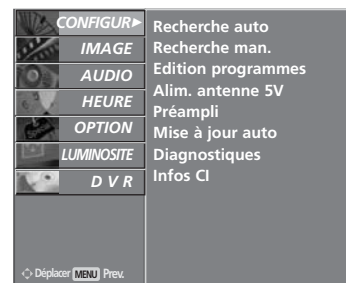 CONFIGUR►
IMAGE
AUDIO
HEURE
OPTION
LUMINOSITE
D V R
Recherche auto
Recherche man.
Edition programmes
Alim. antenne 5V
Préampli
Mise à jour auto
Diagnostiques
Infos CI
Déplacer MENU Prev.